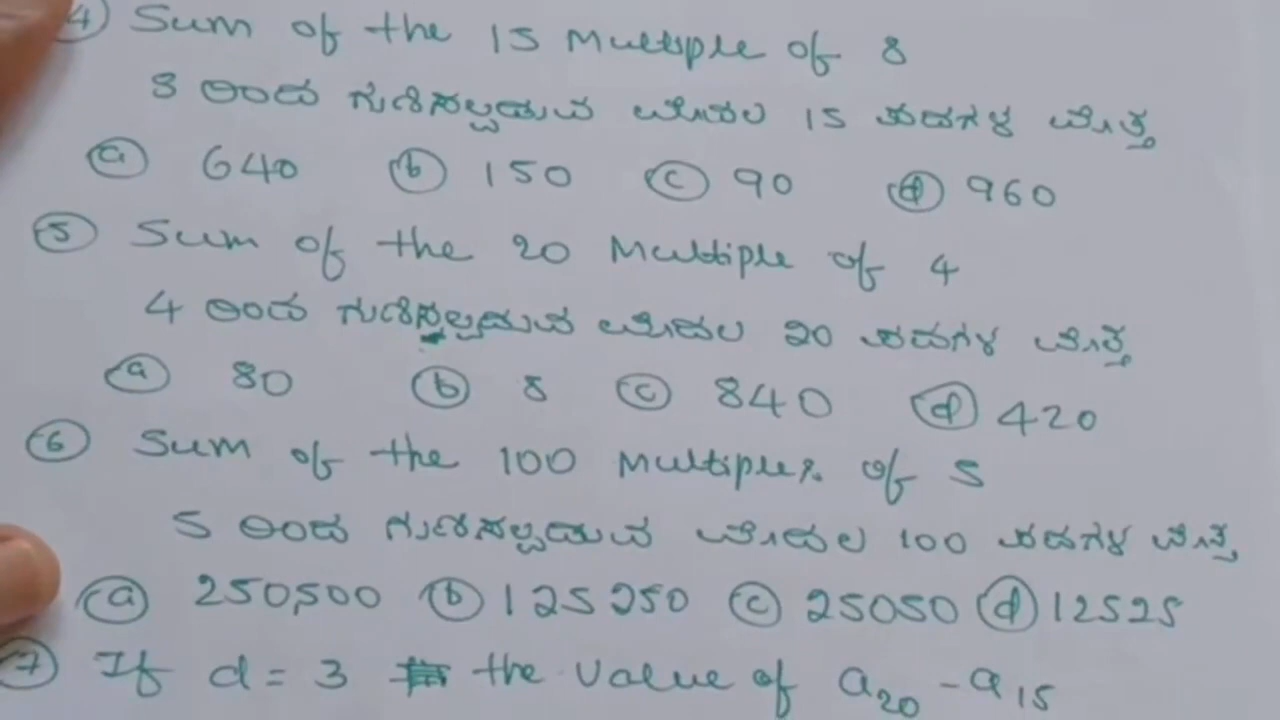 4 Sum of the 15 Multiple of 8
8 ರಿಂದ ಗುಣಿಸಲ್ಪಡುವ ಮೊದಲ 15 ಪದಗಳ ಮೊತ್ತ
a 640 b 150 c 90 d 960
5 Sum of the 20 Multiple of 4
4 ರಿಂದ ಗುಣಿಸಲ್ಪಡುವ ಮೊದಲ 20 ಪದಗಳ ಮೊತ್ತ
a 80 b 8 c 840 d 420
6 Sum of the 100 Multiples of 5
5 ರಿಂದ ಗುಣಿಸಲ್ಪಡುವ ಮೊದಲ 100 ಪದಗಳ ಮೊತ್ತ
a 250,500 b 125250 c 25050 d 12525
7 If d = 3 the value of a₂₀ - a₁₅